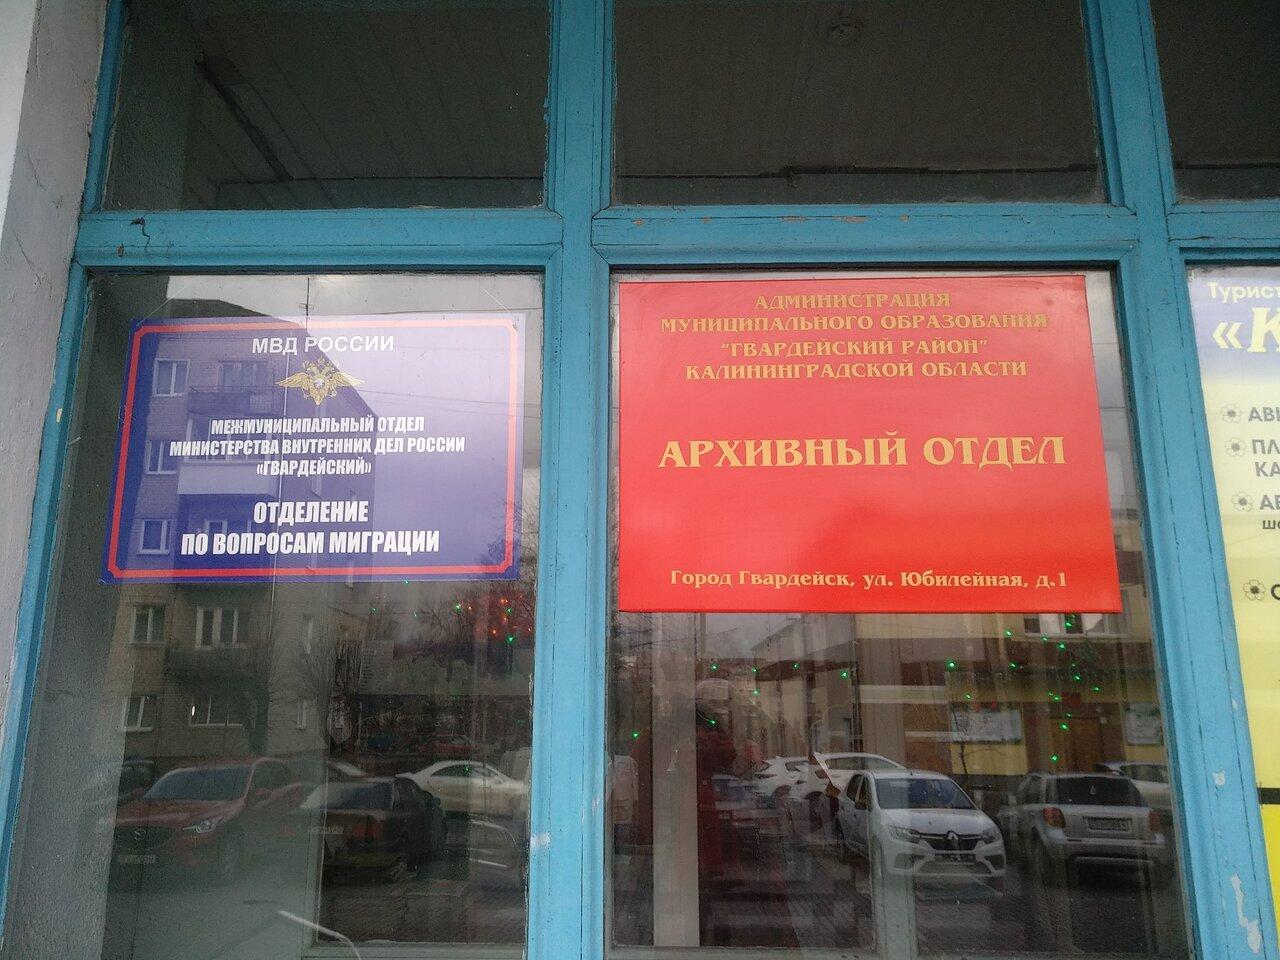 МВД РОССИИ
МЕЖМУНИЦИПАЛЬНЫЙ ОТДЕЛ
МИНИСТЕРСТВА ВНУТРЕННИХ ДЕЛ РОССИИ
«ГВАРДЕЙСКИЙ»
ОТДЕЛЕНИЕ
ПО ВОПРОСАМ МИГРАЦИИ
АДМИНИСТРАЦИЯ
МУНИЦИПАЛЬНОГО ОБРАЗОВАНИЯ
"ГВАРДЕЙСКИЙ РАЙОН"
КАЛИНИНГРАДСКОЙ ОБЛАСТИ
АРХИВНЫЙ ОТДЕЛ
Город Гвардейск, ул. Юбилейная, д.1